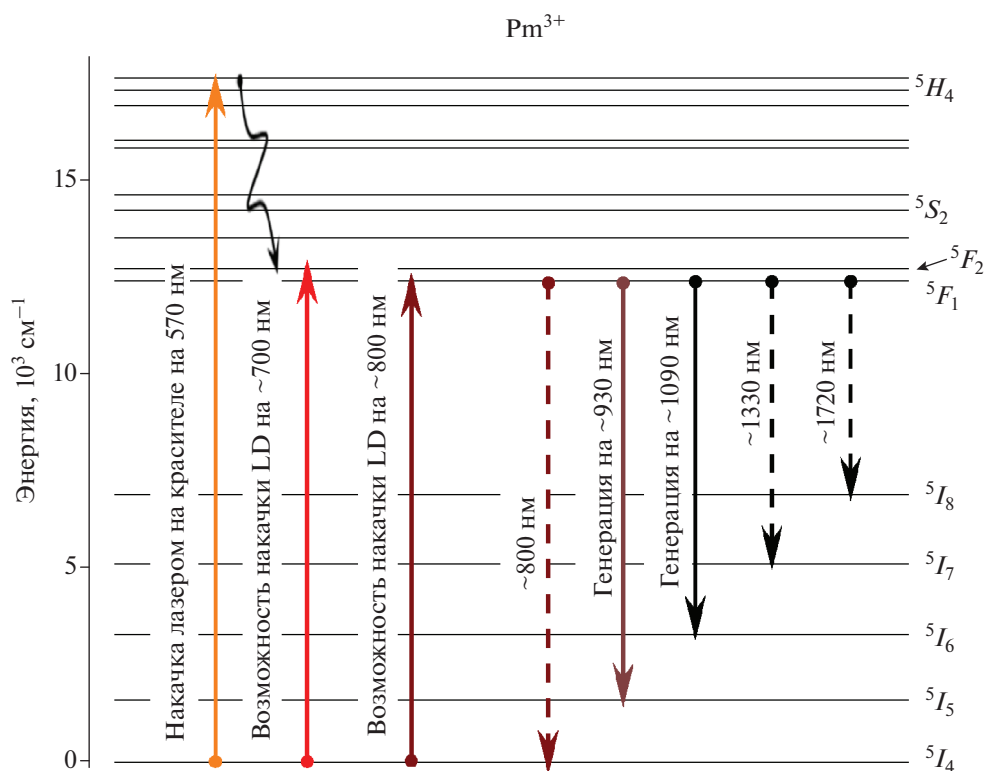 Pm³⁺
Энергия, 10³ см⁻¹
15
10
5
0
Накачка лазером на красителе на 570 нм
Возможность накачки LD на ~700 нм
Возможность накачки LD на ~800 нм
~800 нм
Генерация на ~930 нм
Генерация на ~1090 нм
~1330 нм
~1720 нм
⁵H₄
⁵S₂
⁵F₂
⁵F₁
⁵I₈
⁵I₇
⁵I₆
⁵I₅
⁵I₄